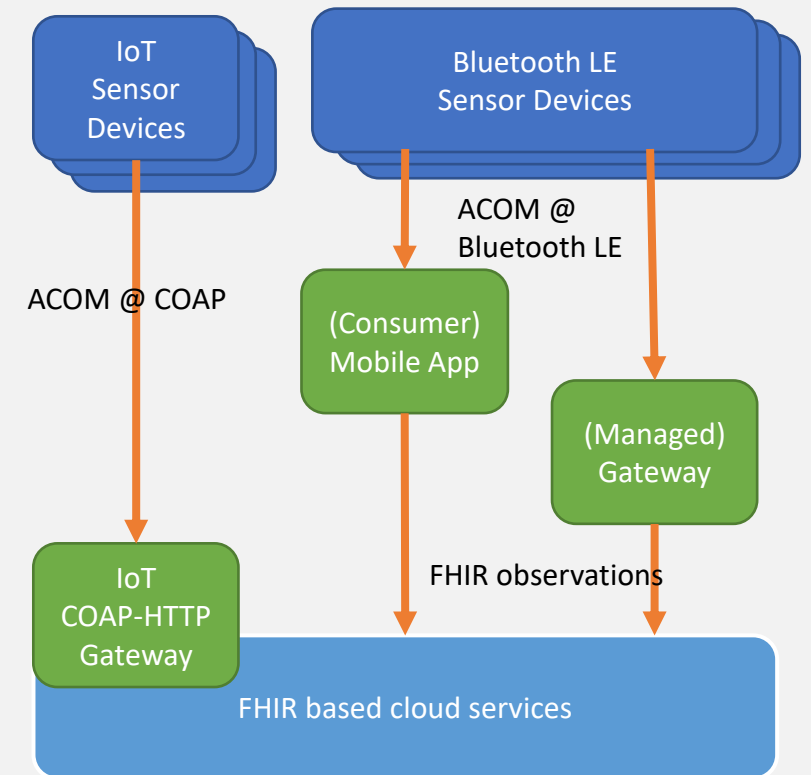 IoT
Sensor
Devices
Bluetooth LE
Sensor Devices
ACOM @
Bluetooth LE
ACOM @ COAP
(Consumer)
Mobile App
(Managed)
Gateway
FHIR observations
IoT
COAP-HTTP
Gateway
FHIR based cloud services